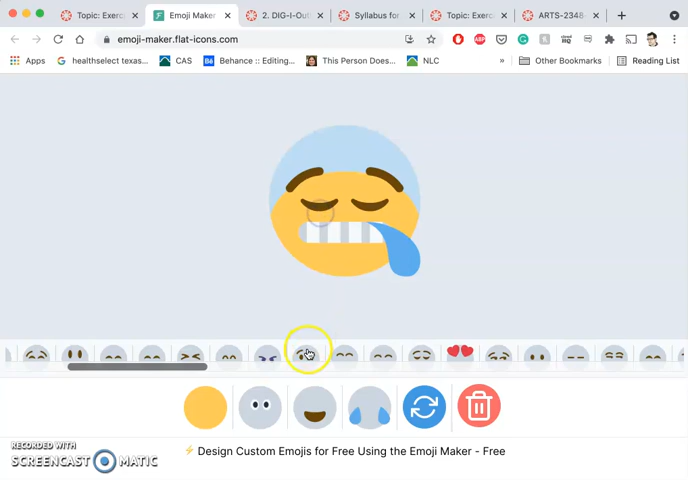 Topic: Exerc
Emoji Maker
2. DIG-I-Out
Syllabus for
Topic: Exerc
ARTS-2348
emoji-maker.flat-icons.com
Apps
healthselect texas...
CAS
Bē
Behance :: Editing...
This Person Does...
NLC
»
Other Bookmarks
Reading List
ABP
Design Custom Emojis for Free Using the Emoji Maker - Free
RECORDED WITH
SCREENCAST MATIC